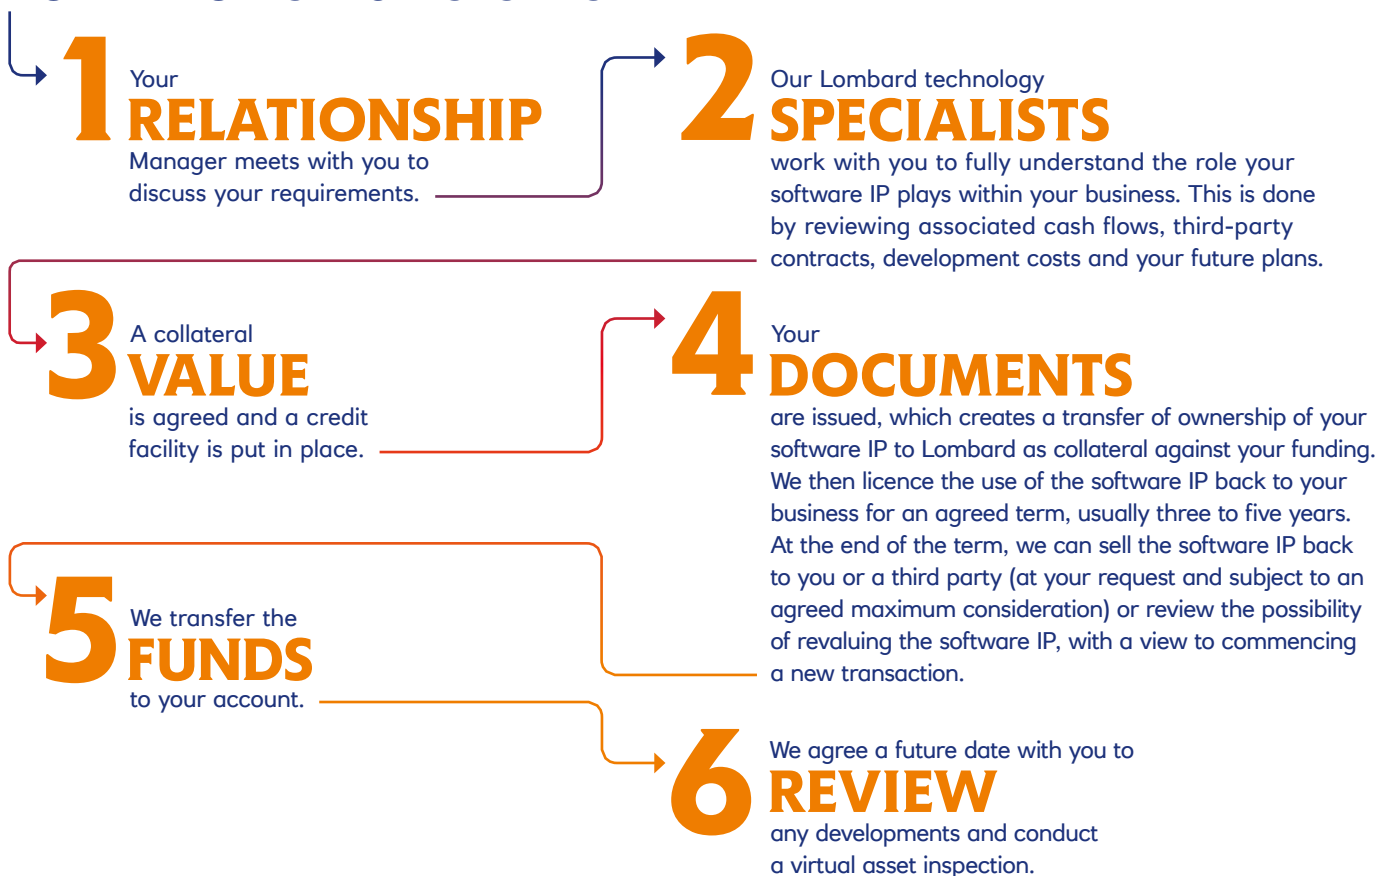 1
Your
RELATIONSHIP
Manager meets with you to
discuss your requirements.
2
Our Lombard technology
SPECIALISTS
work with you to fully understand the role your
software IP plays within your business. This is done
by reviewing associated cash flows, third-party
contracts, development costs and your future plans.
3
A collateral
VALUE
is agreed and a credit
facility is put in place.
4
Your
DOCUMENTS
are issued, which creates a transfer of ownership of your
software IP to Lombard as collateral against your funding.
We then licence the use of the software IP back to your
business for an agreed term, usually three to five years.
At the end of the term, we can sell the software IP back
to you or a third party (at your request and subject to an
agreed maximum consideration) or review the possibility
of revaluing the software IP, with a view to commencing
a new transaction.
5
We transfer the
FUNDS
to your account.
6
We agree a future date with you to
REVIEW
any developments and conduct
a virtual asset inspection.